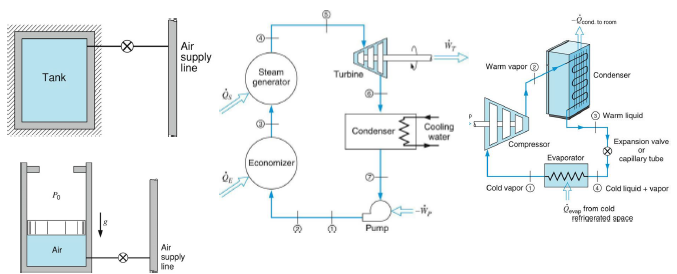 Tank
Air
supply
line
P0
g
Air
Air
supply
line
5
4
Steam
generator
Q̇S
3
Economizer
Q̇E
2
1
Turbine
ẆT
6
Condenser
Cooling
water
7
−ẆP
Pump
−Q̇cond. to room
Warm vapor 2
Condenser
P
Compressor
3 Warm liquid
Expansion valve
or
capillary tube
Evaporator
Cold vapor 1
4 Cold liquid + vapor
Q̇evap from cold
refrigerated space